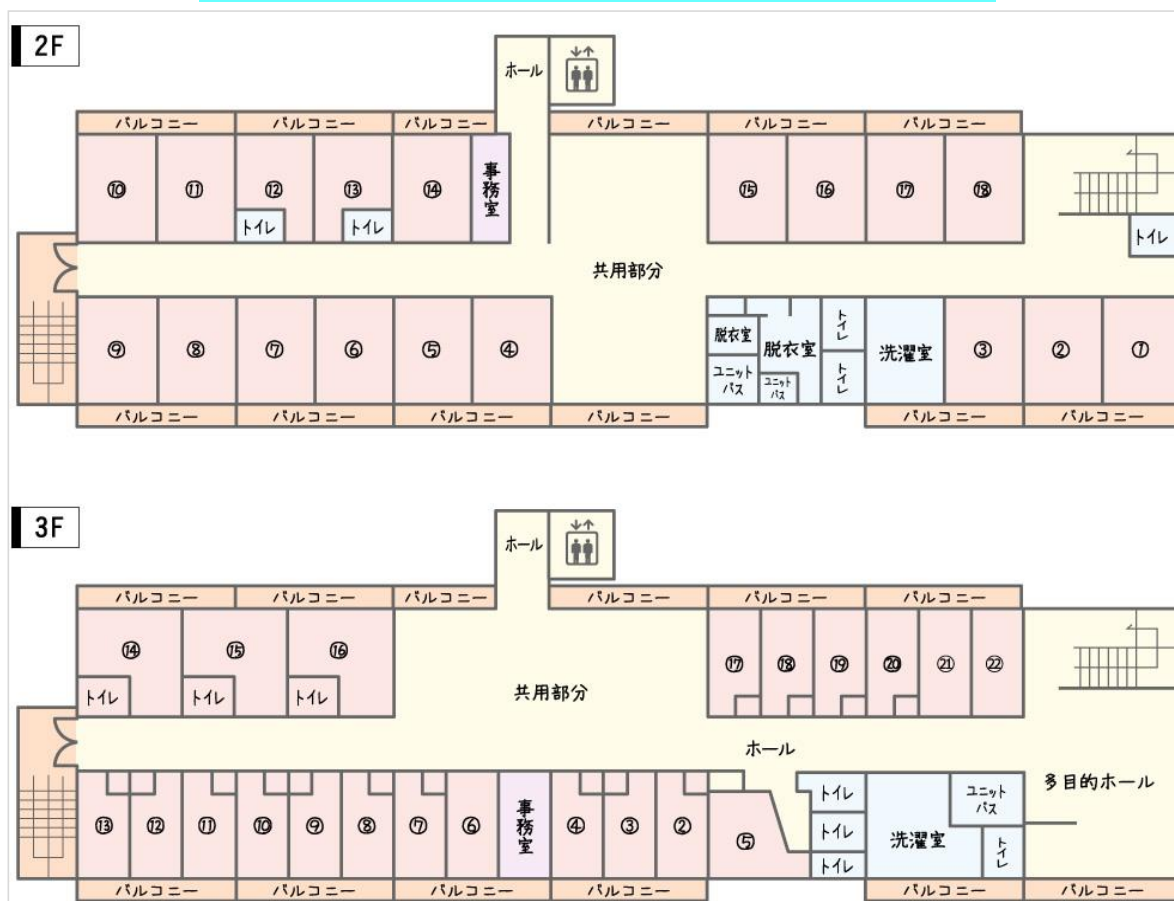 2F
ホール
バルコニー
バルコニー
バルコニー
バルコニー
バルコニー
バルコニー
⑩
⑪
⑫
⑬
⑭
事務室
⑮
⑯
⑰
⑱
トイレ
トイレ
トイレ
共用部分
⑨
⑧
⑦
⑥
⑤
④
脱衣室
脱衣室
トイレ
洗濯室
③
②
①
ユニット
バス
ユニット
バス
トイレ
バルコニー
バルコニー
バルコニー
バルコニー
バルコニー
バルコニー
3F
ホール
バルコニー
バルコニー
バルコニー
バルコニー
バルコニー
バルコニー
⑭
⑮
⑯
⑰
⑱
⑲
⑳
㉑
㉒
トイレ
トイレ
トイレ
共用部分
ホール
多目的ホール
⑬
⑫
⑪
⑩
⑨
⑧
⑦
⑥
事務室
④
③
②
⑤
トイレ
トイレ
トイレ
洗濯室
ユニット
バス
トイレ
バルコニー
バルコニー
バルコニー
バルコニー
バルコニー
バルコニー